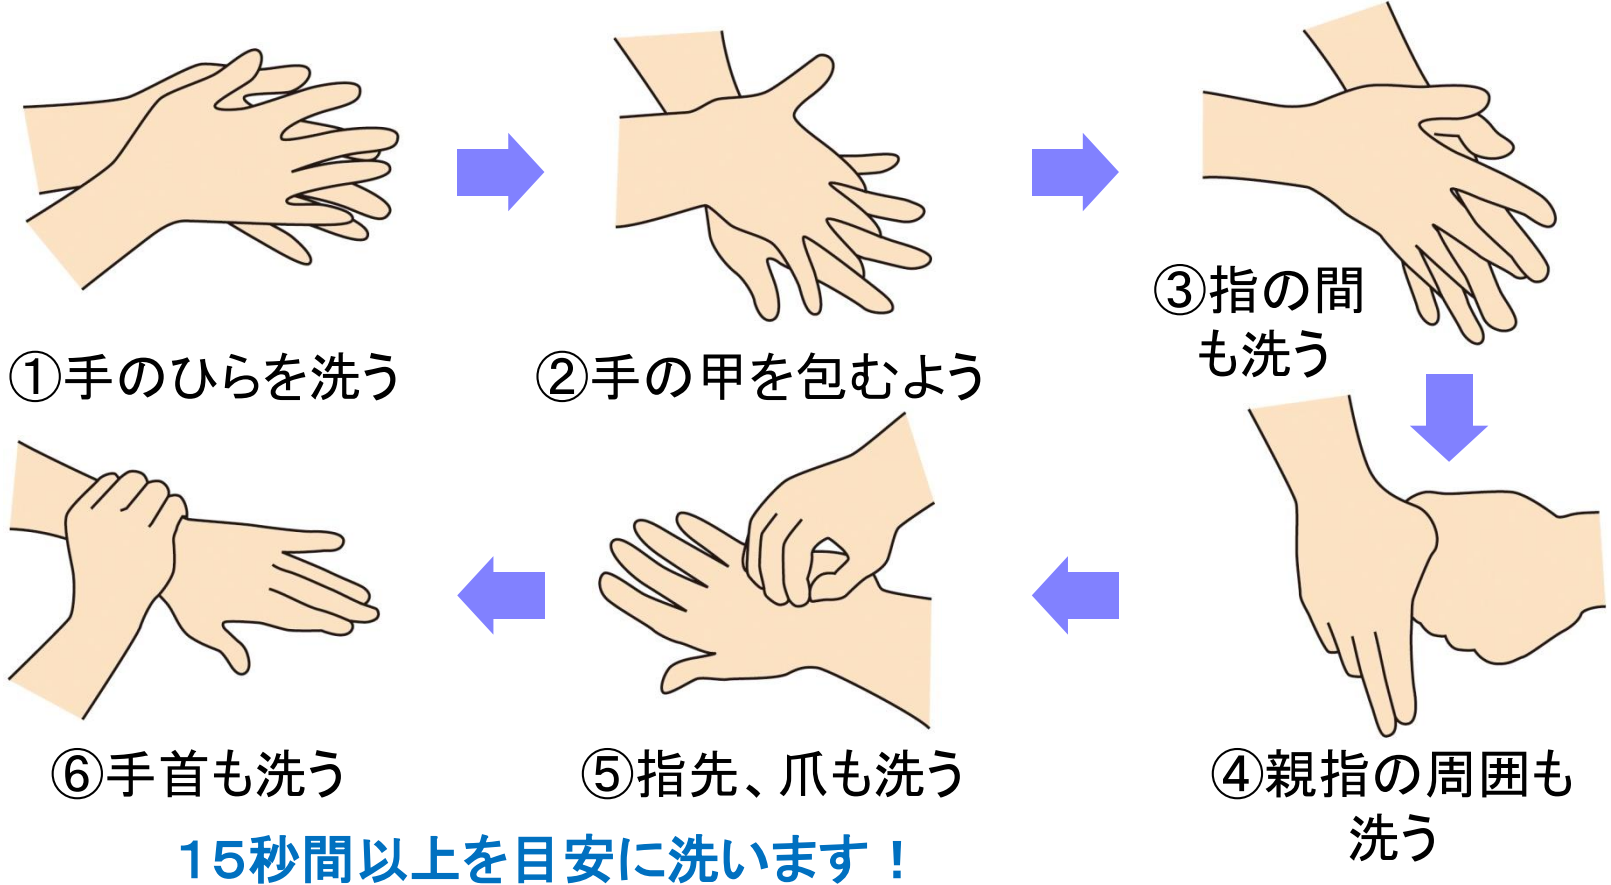 ①手のひらを洗う
②手の甲を包むよう
③指の間
も洗う
④親指の周囲も
洗う
⑤指先、爪も洗う
⑥手首も洗う
15秒間以上を目安に洗います！